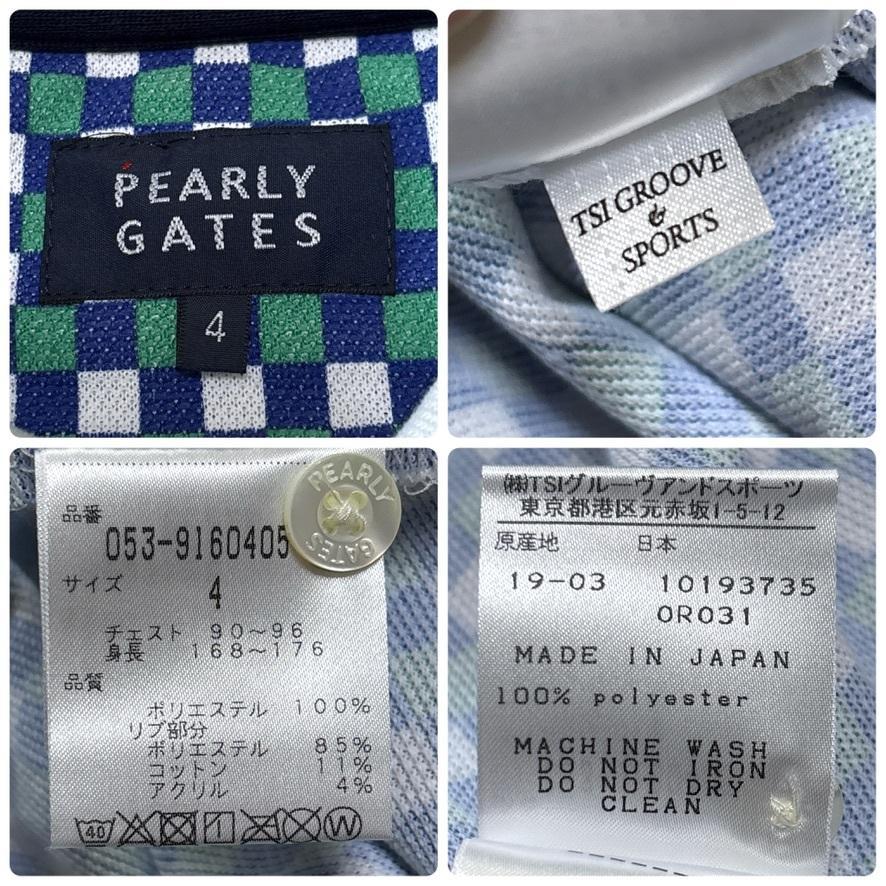 PEARLY
GATES
4
TSI GROOVE
&
SPORTS
品番
053-9160405
サイズ
4
チェスト 90～96
身長 168～176
品質
ポリエステル 100%
リブ部分
ポリエステル 85%
コットン 11%
アクリル 4%
40
W
PEARLY
GATES
㈱TSIグルーヴアンドスポーツ
東京都港区元赤坂1-5-12
原産地 日本
19-03 10193735
0R031
MADE IN JAPAN
100% polyester
MACHINE WASH
DO NOT IRON
DO NOT DRY
CLEAN